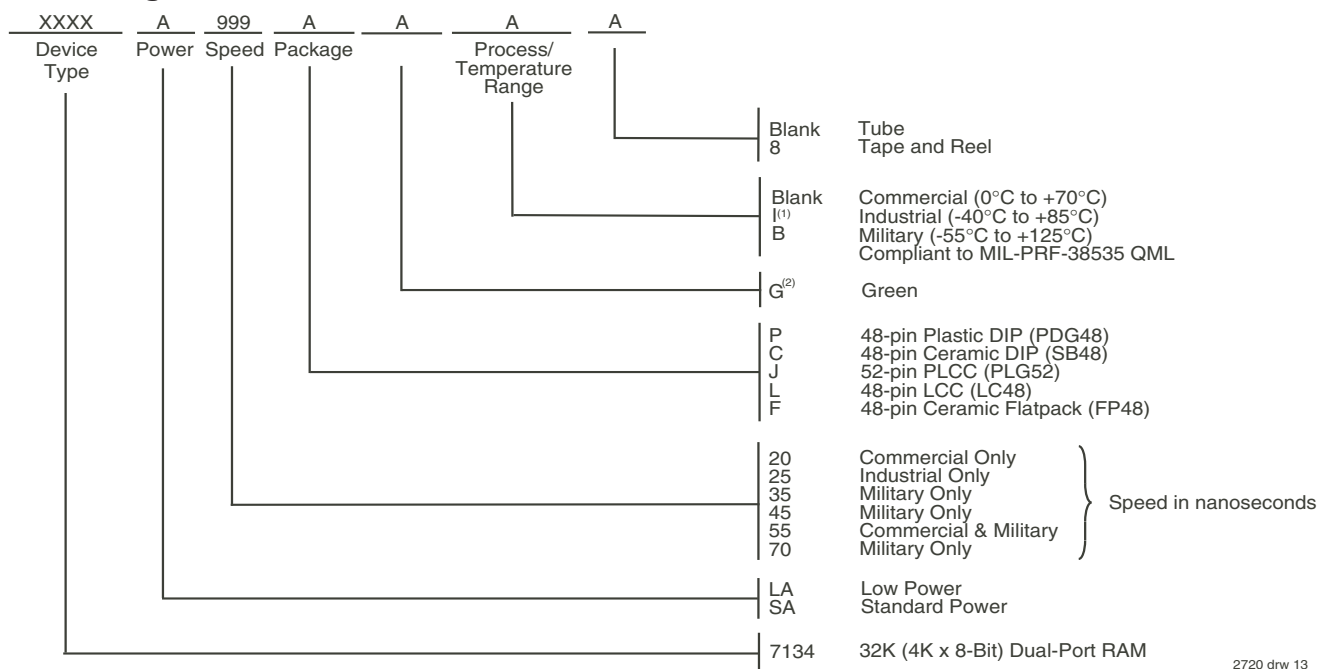 XXXX A 999 A A A A
Device Type Power Speed Package Process/ Temperature Range
Blank Tube
8 Tape and Reel
Blank Commercial (0°C to +70°C)
I(1) Industrial (-40°C to +85°C)
B Military (-55°C to +125°C)
Compliant to MIL-PRF-38535 QML
G(2) Green
P 48-pin Plastic DIP (PDG48)
C 48-pin Ceramic DIP (SB48)
J 52-pin PLCC (PLG52)
L 48-pin LCC (LC48)
F 48-pin Ceramic Flatpack (FP48)
20 Commercial Only
25 Industrial Only
35 Military Only
45 Military Only
55 Commercial & Military
70 Military Only
Speed in nanoseconds
LA Low Power
SA Standard Power
7134 32K (4K x 8-Bit) Dual-Port RAM
2720 drw 13